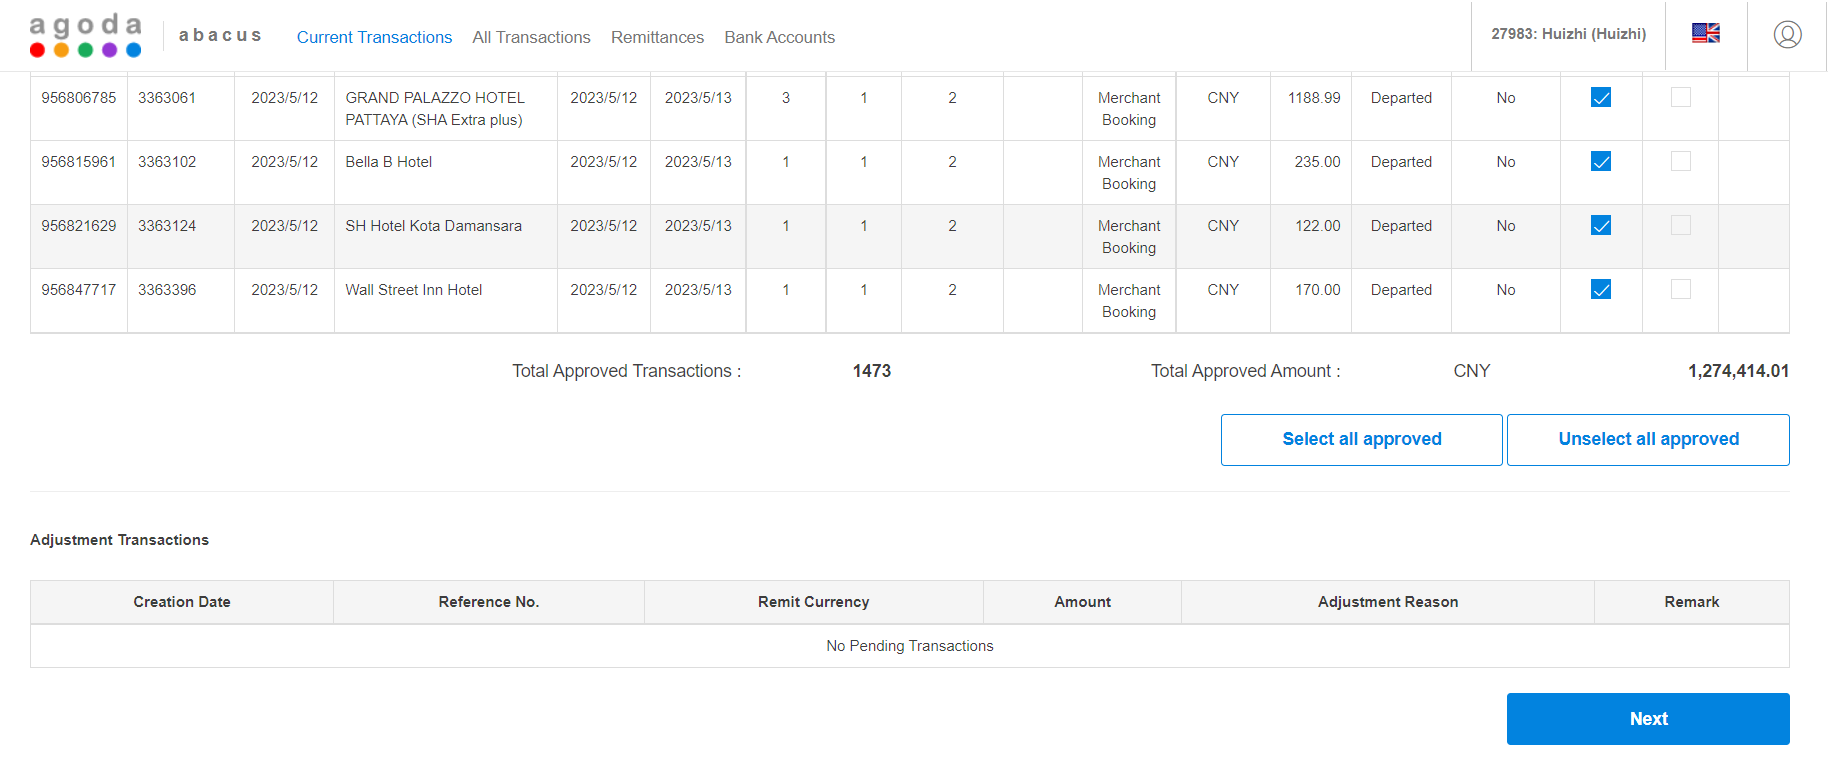 agoda
abacus
Current Transactions
All Transactions
Remittances
Bank Accounts
27983: Huizhi (Huizhi)
956806785 3363061 2023/5/12 GRAND PALAZZO HOTEL 2023/5/12 2023/5/13 3 1 2 Merchant CNY 1188.99 Departed No
PATTAYA (SHA Extra plus) Booking
956815961 3363102 2023/5/12 Bella B Hotel 2023/5/12 2023/5/13 1 1 2 Merchant CNY 235.00 Departed No
Booking
956821629 3363124 2023/5/12 SH Hotel Kota Damansara 2023/5/12 2023/5/13 1 1 2 Merchant CNY 122.00 Departed No
Booking
956847717 3363396 2023/5/12 Wall Street Inn Hotel 2023/5/12 2023/5/13 1 1 2 Merchant CNY 170.00 Departed No
Booking
Total Approved Transactions : 1473 Total Approved Amount : CNY 1,274,414.01
Select all approved Unselect all approved
Adjustment Transactions
Creation Date Reference No. Remit Currency Amount Adjustment Reason Remark
No Pending Transactions
Next